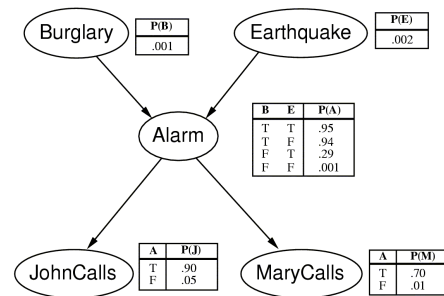 Burglary
P(B)
.001
Earthquake
P(E)
.002
Alarm
B E P(A)
T T .95
T F .94
F T .29
F F .001
JohnCalls
A P(J)
T .90
F .05
MaryCalls
A P(M)
T .70
F .01